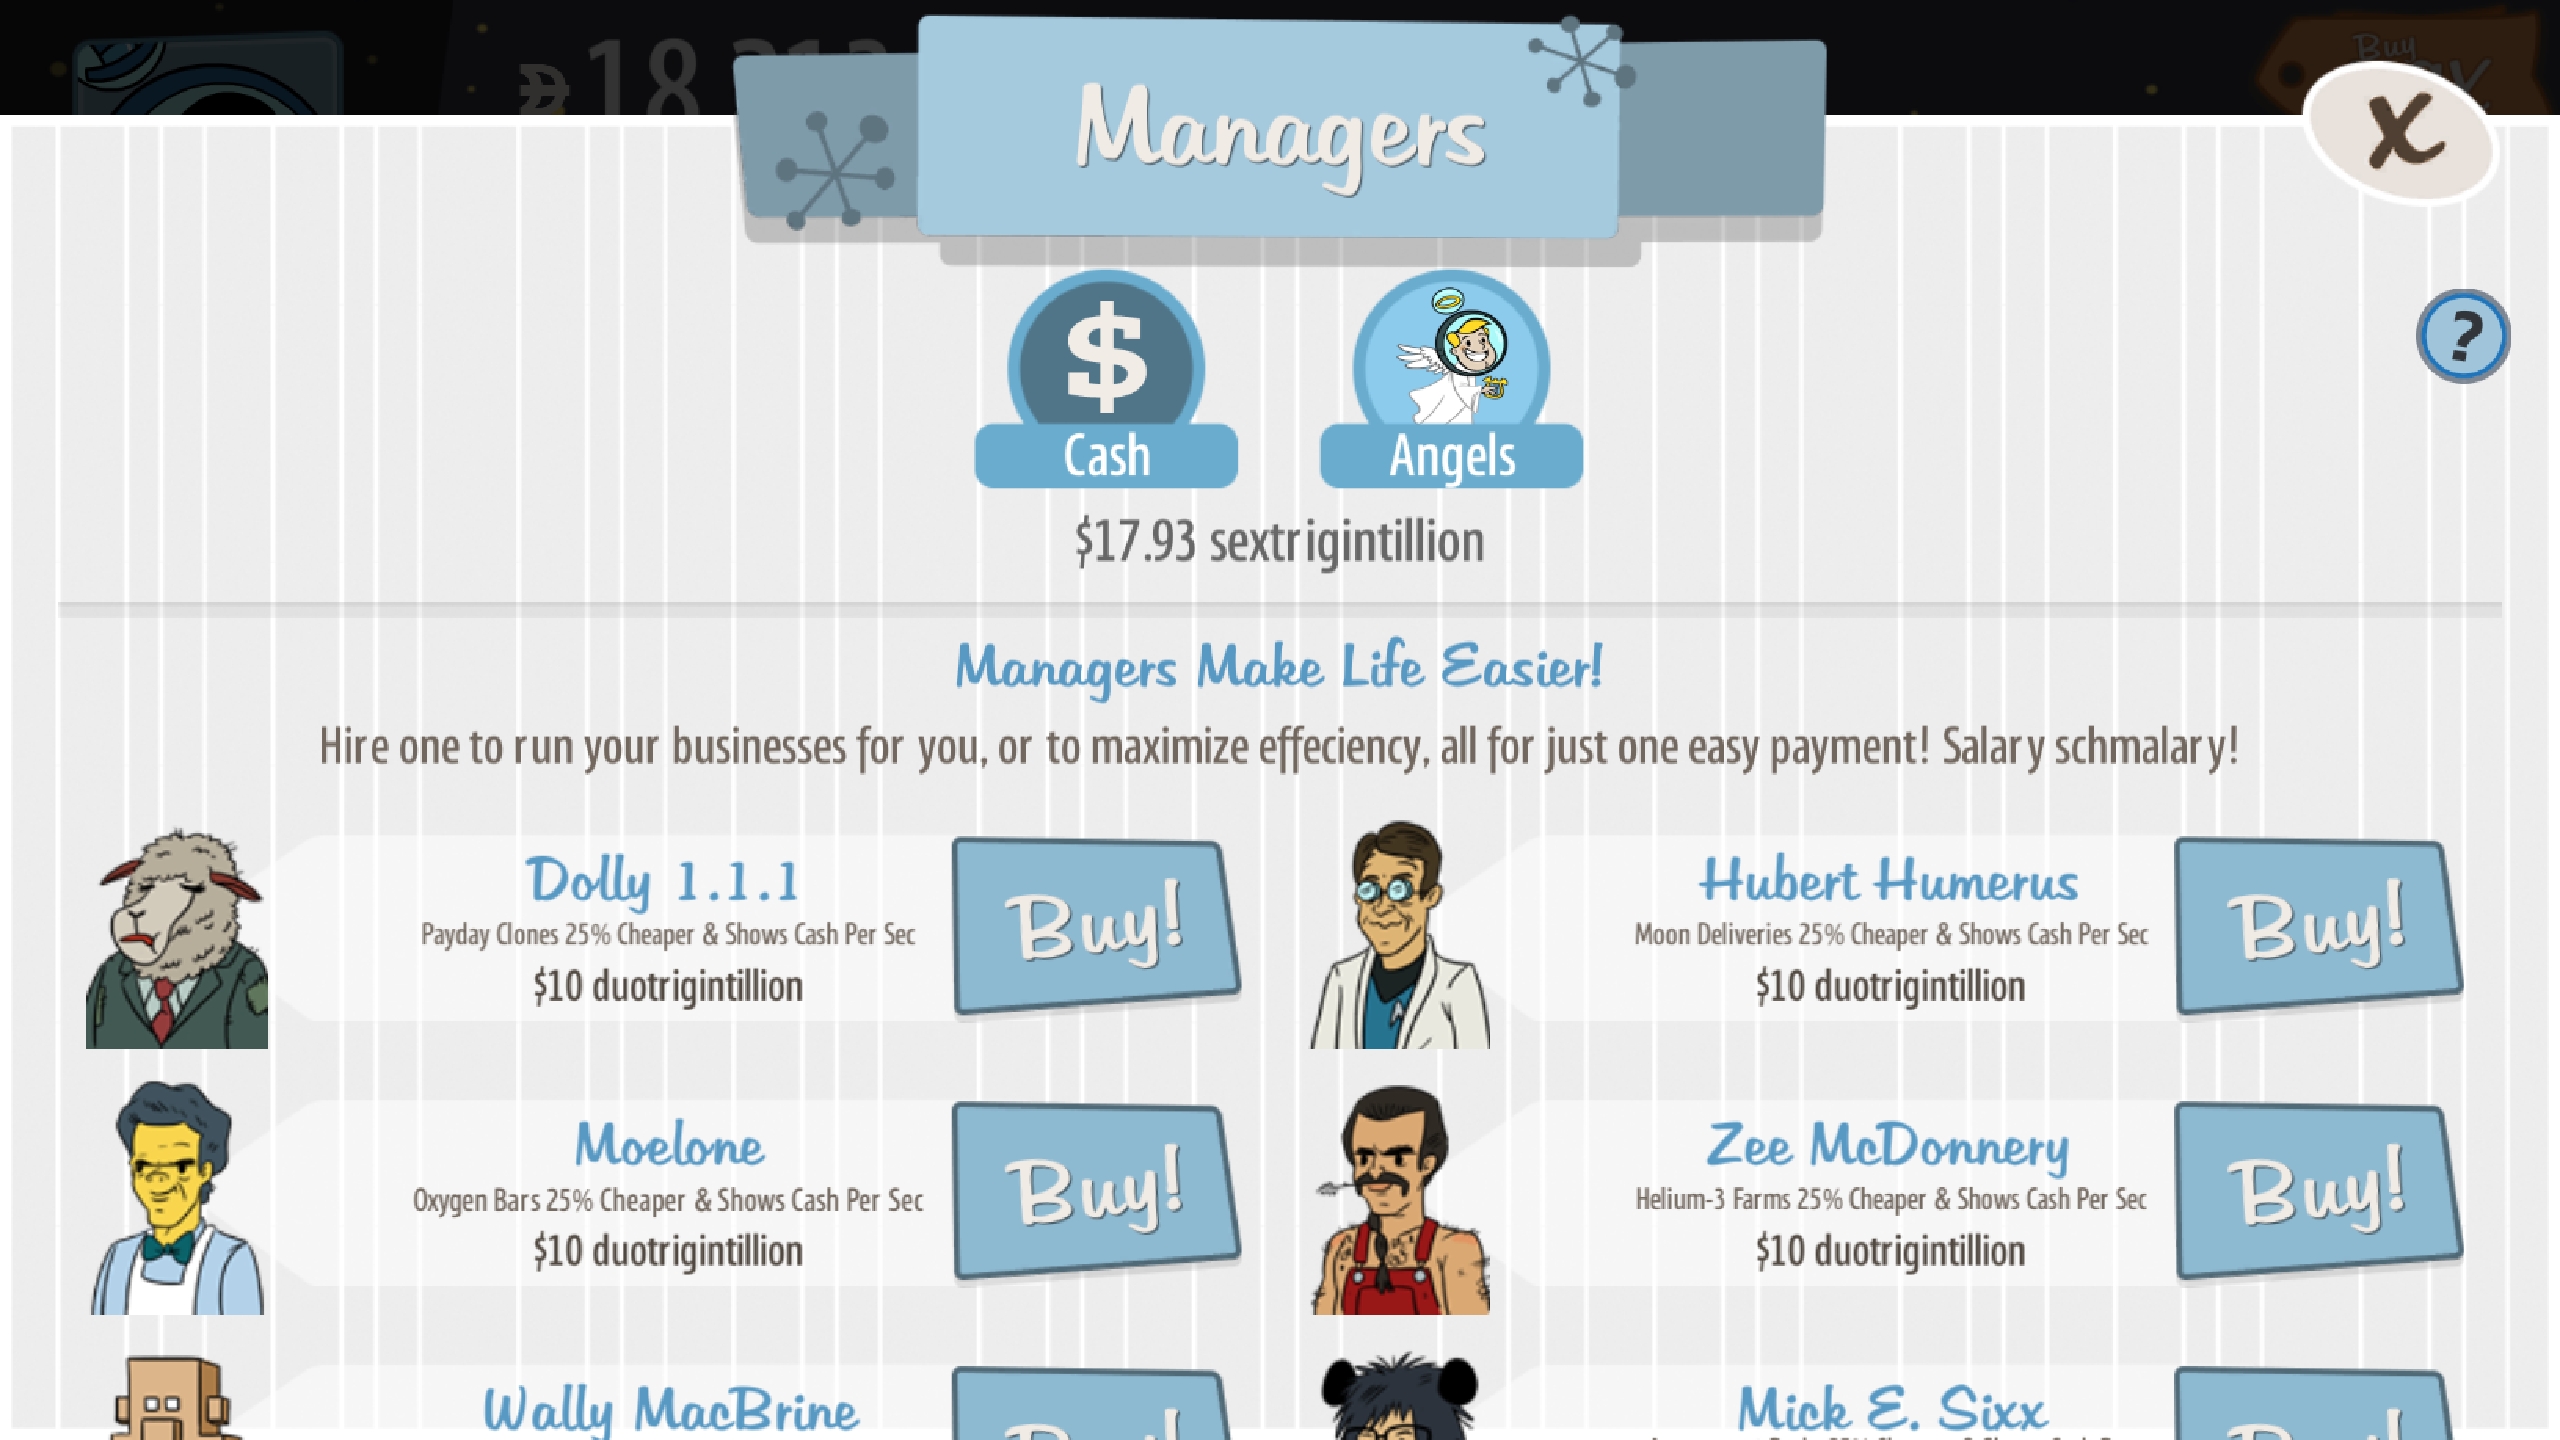 Buy
18
Managers
X
$
Cash
Angels
?
$17.93 sextrigintillion
Managers Make Life Easier!
Hire one to run your businesses for you, or to maximize effeciency, all for just one easy payment! Salary schmalary!
Dolly 1.1.1
Payday Clones 25% Cheaper & Shows Cash Per Sec
$10 duotrigintillion
Buy!
Hubert Humerus
Moon Deliveries 25% Cheaper & Shows Cash Per Sec
$10 duotrigintillion
Buy!
Moelone
Oxygen Bars 25% Cheaper & Shows Cash Per Sec
$10 duotrigintillion
Buy!
Zee McDonnery
Helium-3 Farms 25% Cheaper & Shows Cash Per Sec
$10 duotrigintillion
Buy!
Wally MacBrine
Mick E. Sixx